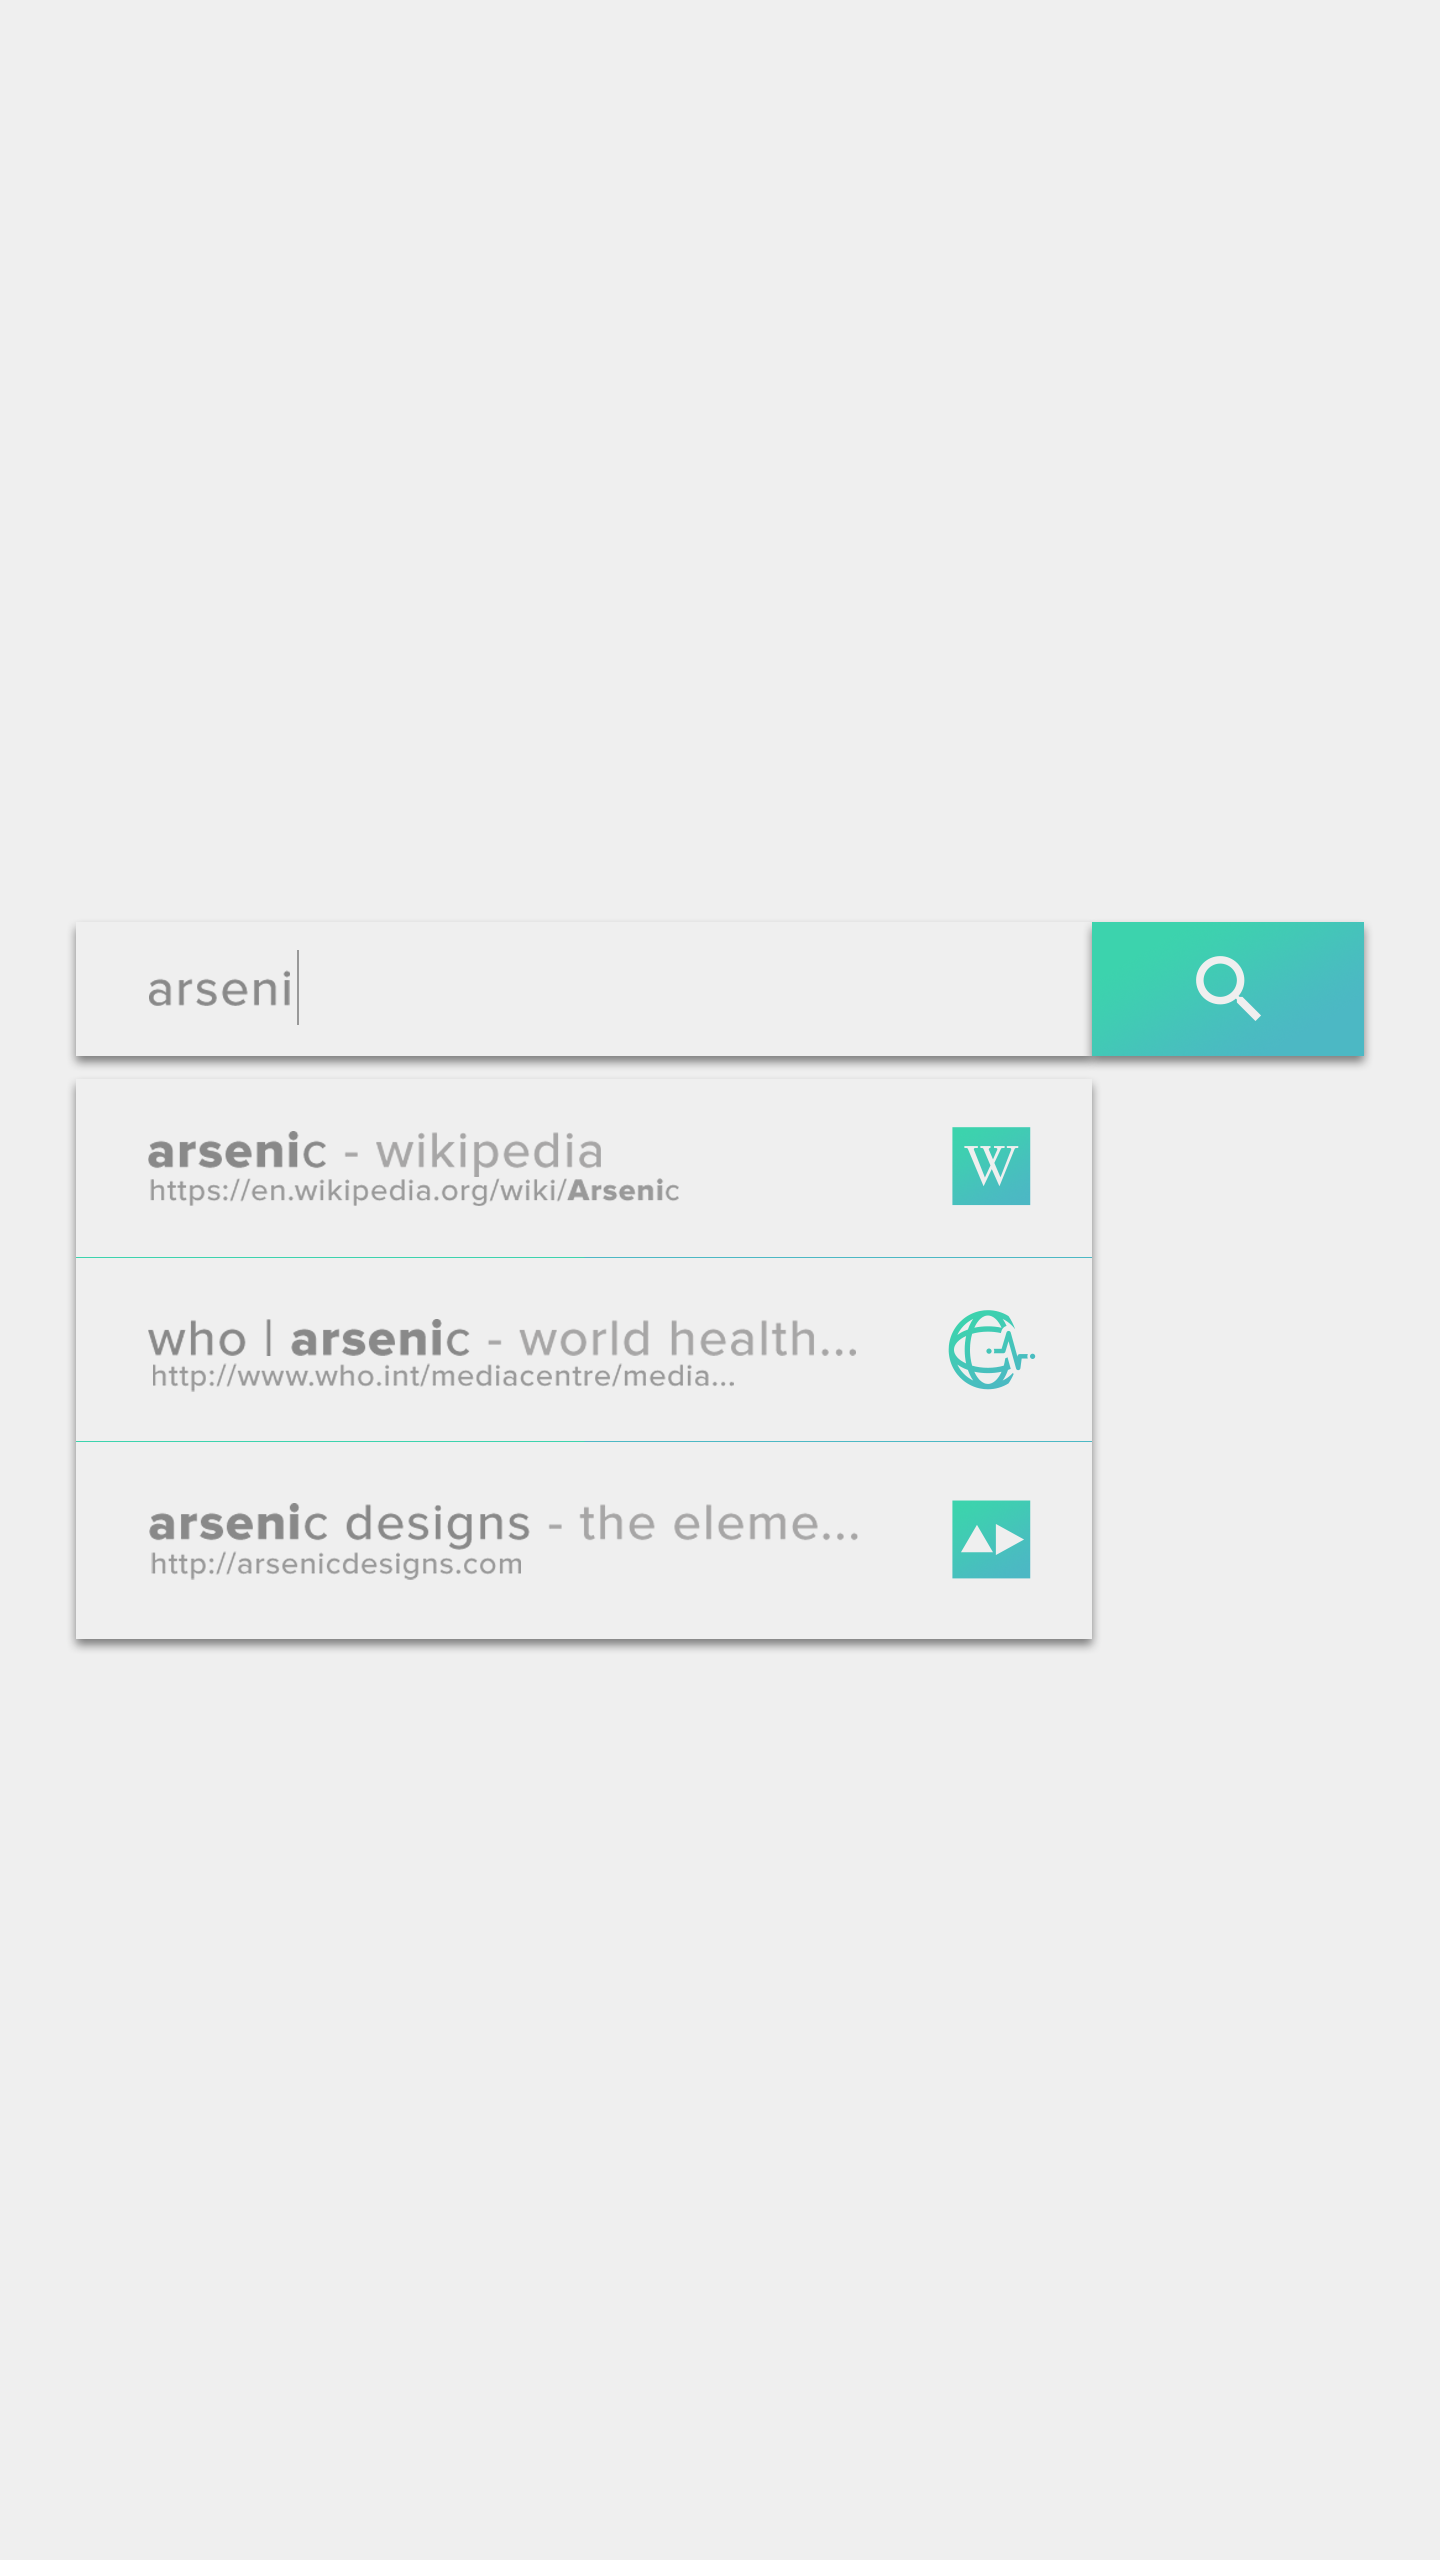 arseni
arsenic - wikipedia
https://en.wikipedia.org/wiki/Arsenic
W
who | arsenic - world health...
http://www.who.int/mediacentre/media...
arsenic designs - the eleme...
http://arsenicdesigns.com